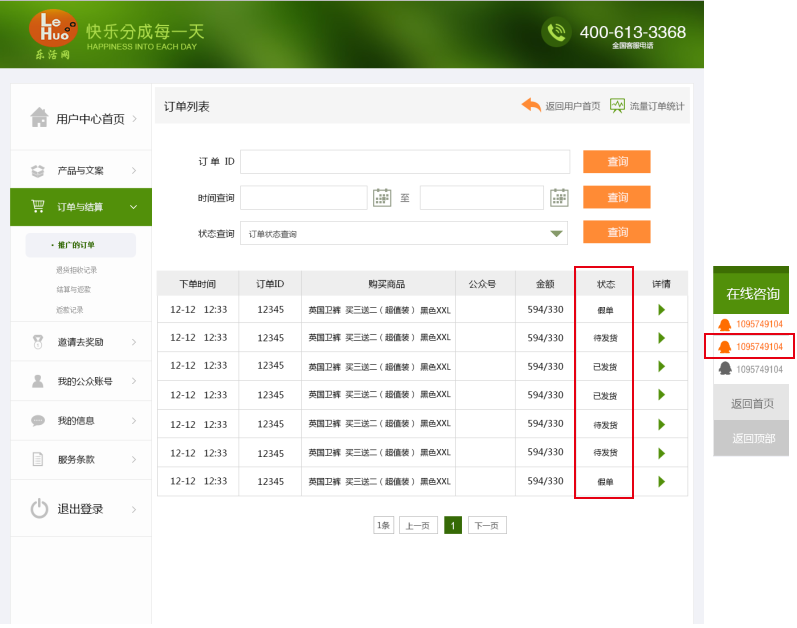 Le
Huo
乐活网
快乐分成每一天
HAPPINESS INTO EACH DAY
400-613-3368
全国客服电话
用户中心首页
产品与文案
订单与结算
推广的订单
退货拒收记录
结算与返款
返款记录
邀请去奖励
我的公众账号
我的信息
服务条款
退出登录
订单列表
返回用户首页 流量订单统计
订 单 ID 查询
时间查询 至 查询
状态查询 订单状态查询 查询
下单时间 订单ID 购买商品 公众号 金额 状态 详情
12-12 12:33 12345 英国卫裤 买三送二（超值装） 黑色XXL 594/330 假单
12-12 12:33 12345 英国卫裤 买三送二（超值装） 黑色XXL 594/330 待发货
12-12 12:33 12345 英国卫裤 买三送二（超值装） 黑色XXL 594/330 已发货
12-12 12:33 12345 英国卫裤 买三送二（超值装） 黑色XXL 594/330 已发货
12-12 12:33 12345 英国卫裤 买三送二（超值装） 黑色XXL 594/330 待发货
12-12 12:33 12345 英国卫裤 买三送二（超值装） 黑色XXL 594/330 待发货
12-12 12:33 12345 英国卫裤 买三送二（超值装） 黑色XXL 594/330 假单
1条 上一页 1 下一页
在线咨询
1095749104
1095749104
1095749104
返回首页
返回顶部